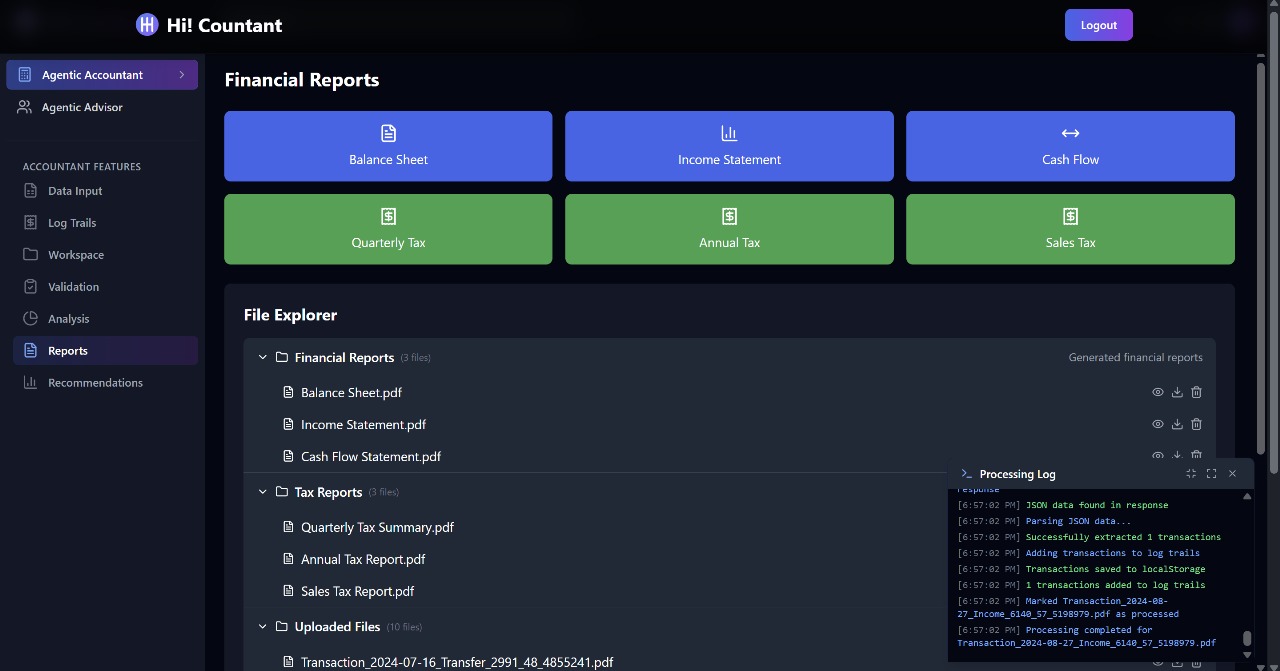 Hi! Countant
Logout
Agentic Accountant
Agentic Advisor
ACCOUNTANT FEATURES
Data Input
Log Trails
Workspace
Validation
Analysis
Reports
Recommendations
Financial Reports
Balance Sheet
Income Statement
Cash Flow
Quarterly Tax
Annual Tax
Sales Tax
File Explorer
Financial Reports (3 files)
Generated financial reports
Balance Sheet.pdf
Income Statement.pdf
Cash Flow Statement.pdf
Tax Reports (3 files)
Quarterly Tax Summary.pdf
Annual Tax Report.pdf
Sales Tax Report.pdf
Uploaded Files (10 files)
Transaction_2024-07-16_Transfer_2991_48_4855241.pdf
Processing Log
response
[6:57:02 PM] JSON data found in response
[6:57:02 PM] Parsing JSON data...
[6:57:02 PM] Successfully extracted 1 transactions
[6:57:02 PM] Adding transactions to log trails
[6:57:02 PM] Transactions saved to localStorage
[6:57:02 PM] 1 transactions added to log trails
[6:57:02 PM] Marked Transaction_2024-08-
27_Income_6140_57_5198979.pdf as processed
[6:57:02 PM] Processing completed for
Transaction_2024-08-27_Income_6140_57_5198979.pdf